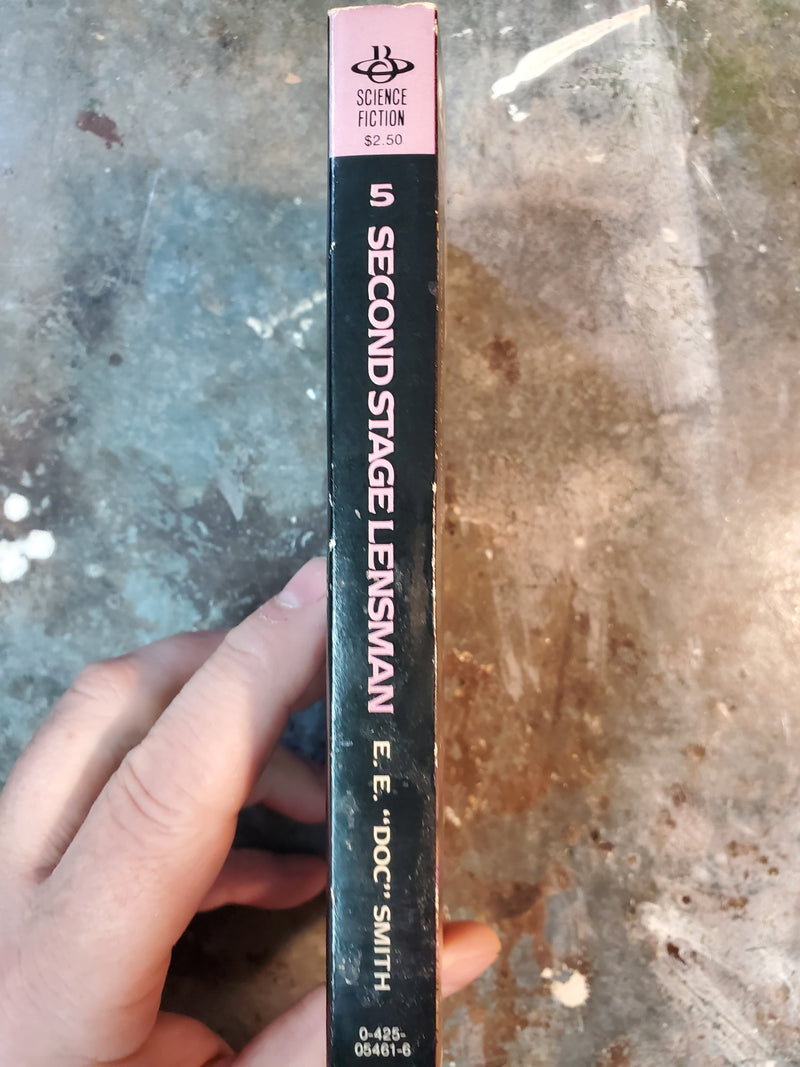 SCIENCE
FICTION
$2.50
5 SECOND STAGE LENSMAN E. E. “DOC” SMITH
0-425-
05461-6